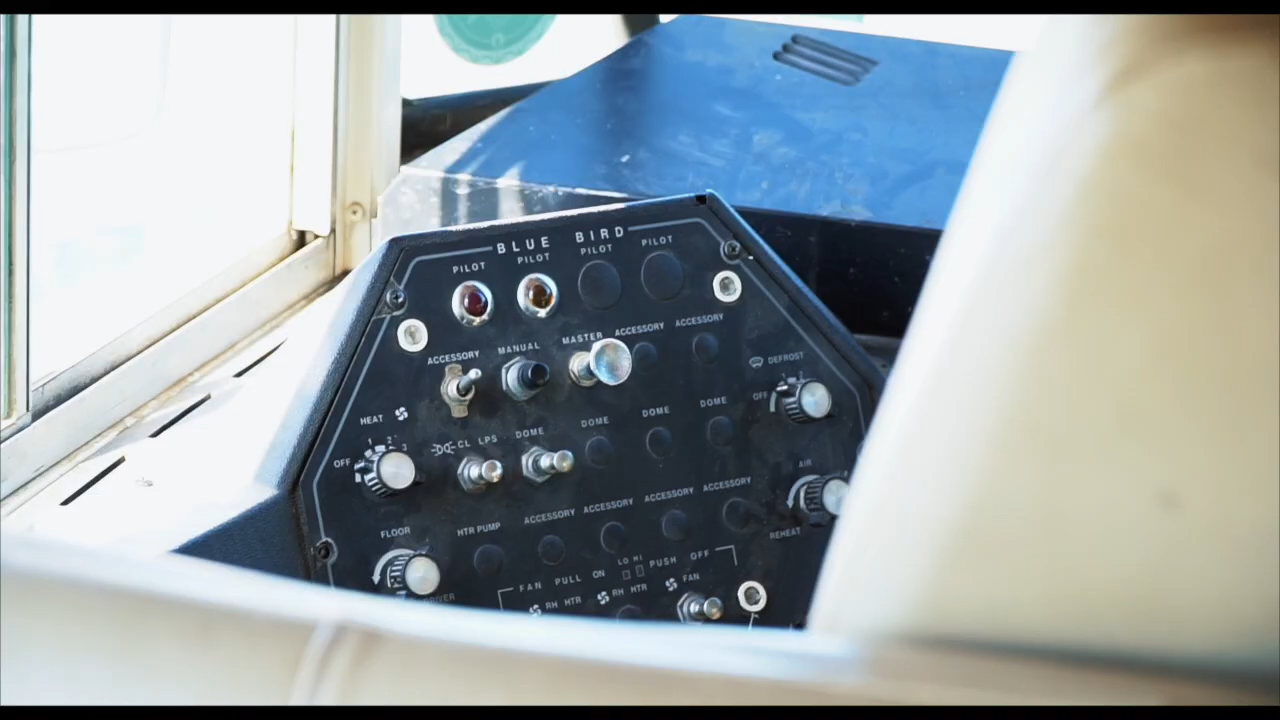 BLUE BIRD
PILOT PILOT PILOT PILOT
ACCESSORY MANUAL MASTER ACCESSORY ACCESSORY
DEFROST
OFF 1 2
HEAT
OFF 1 2 3
CL LPS DOME DOME DOME DOME
AIR
REHEAT
FLOOR
HTR PUMP ACCESSORY ACCESSORY ACCESSORY ACCESSORY
LO HI
FAN PULL ON PUSH OFF
RH HTR RH HTR FAN